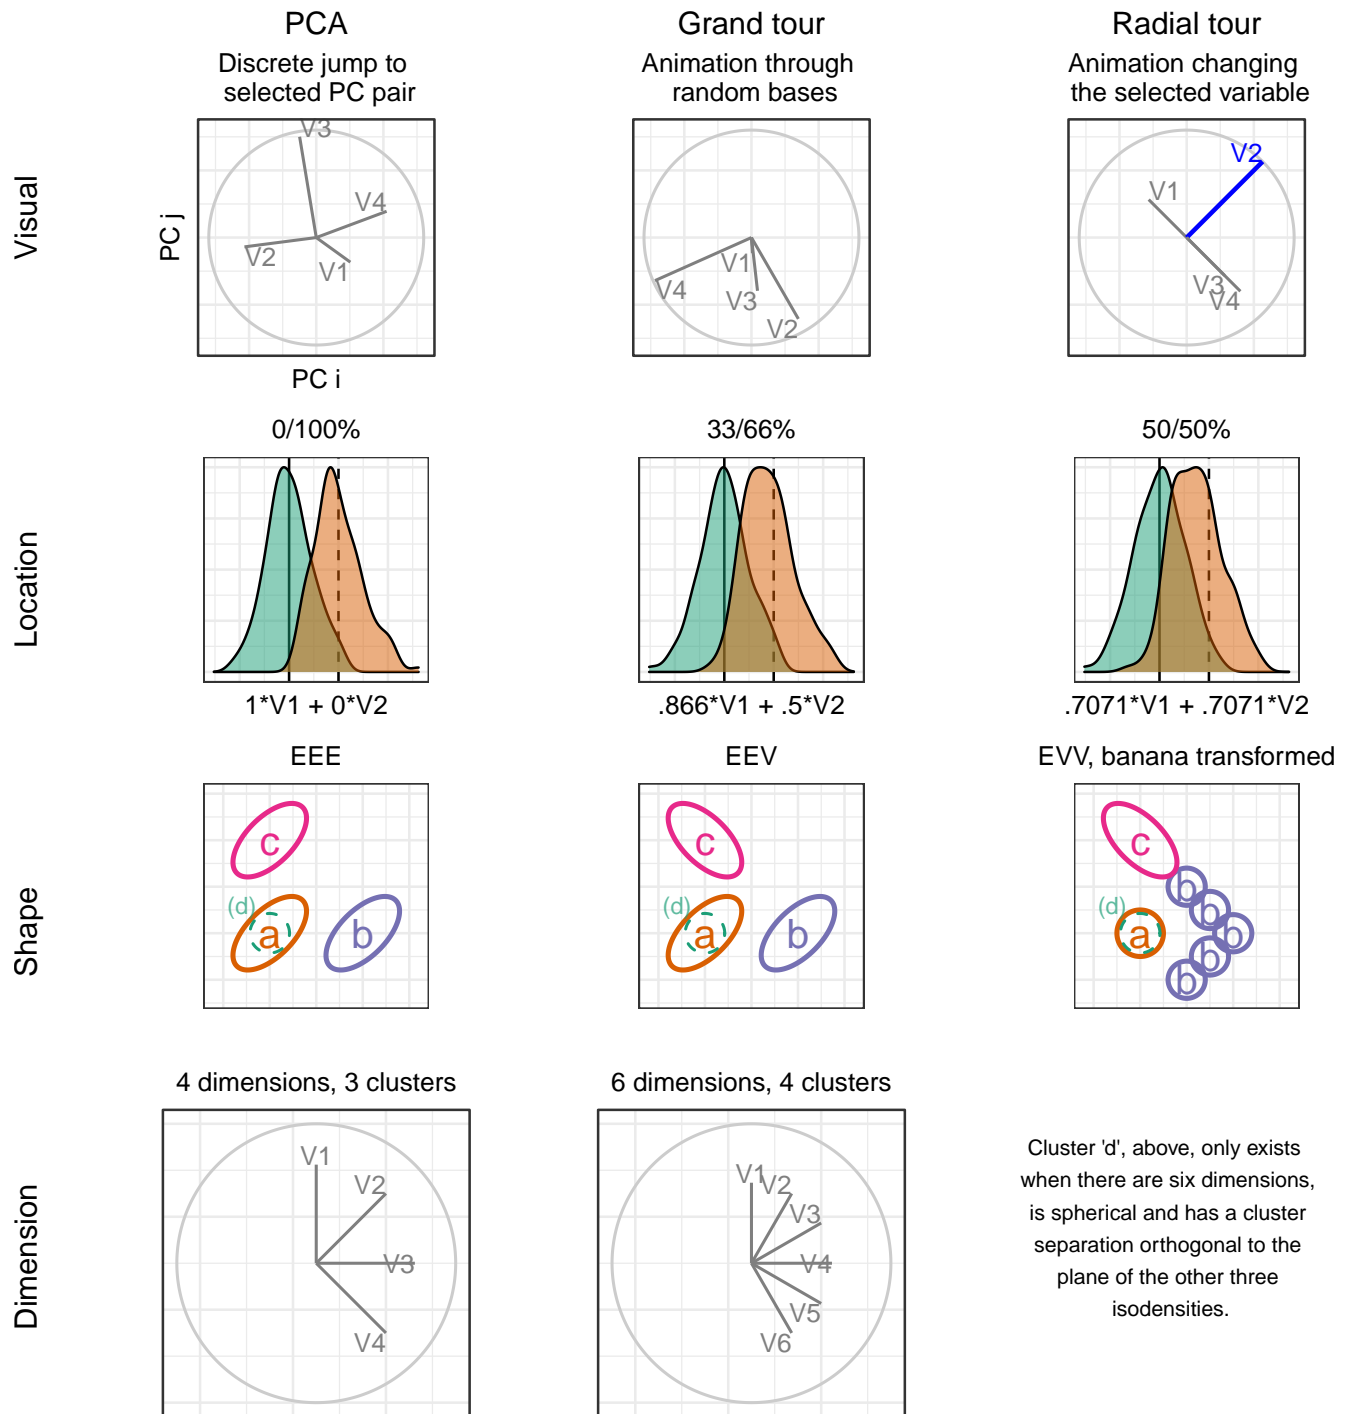 PCA
Grand tour
Radial tour
Discrete jump to
selected PC pair
Animation through
random bases
Animation changing
the selected variable
Visual
PC j
V3
V4
V2
V1
PC i
V1
V4
V3
V2
V2
V1
V3
V4
Location
0/100%
33/66%
50/50%
1*V1 + 0*V2
.866*V1 + .5*V2
.7071*V1 + .7071*V2
Shape
EEE
EEV
EVV, banana transformed
c
(d)
a
b
c
(d)
a
b
c
(d)
a
b
b
b
b
b
Dimension
4 dimensions, 3 clusters
6 dimensions, 4 clusters
V1
V2
V3
V4
V1
V2
V3
V4
V5
V6
Cluster 'd', above, only exists
when there are six dimensions,
is spherical and has a cluster
separation orthogonal to the
plane of the other three
isodensities.